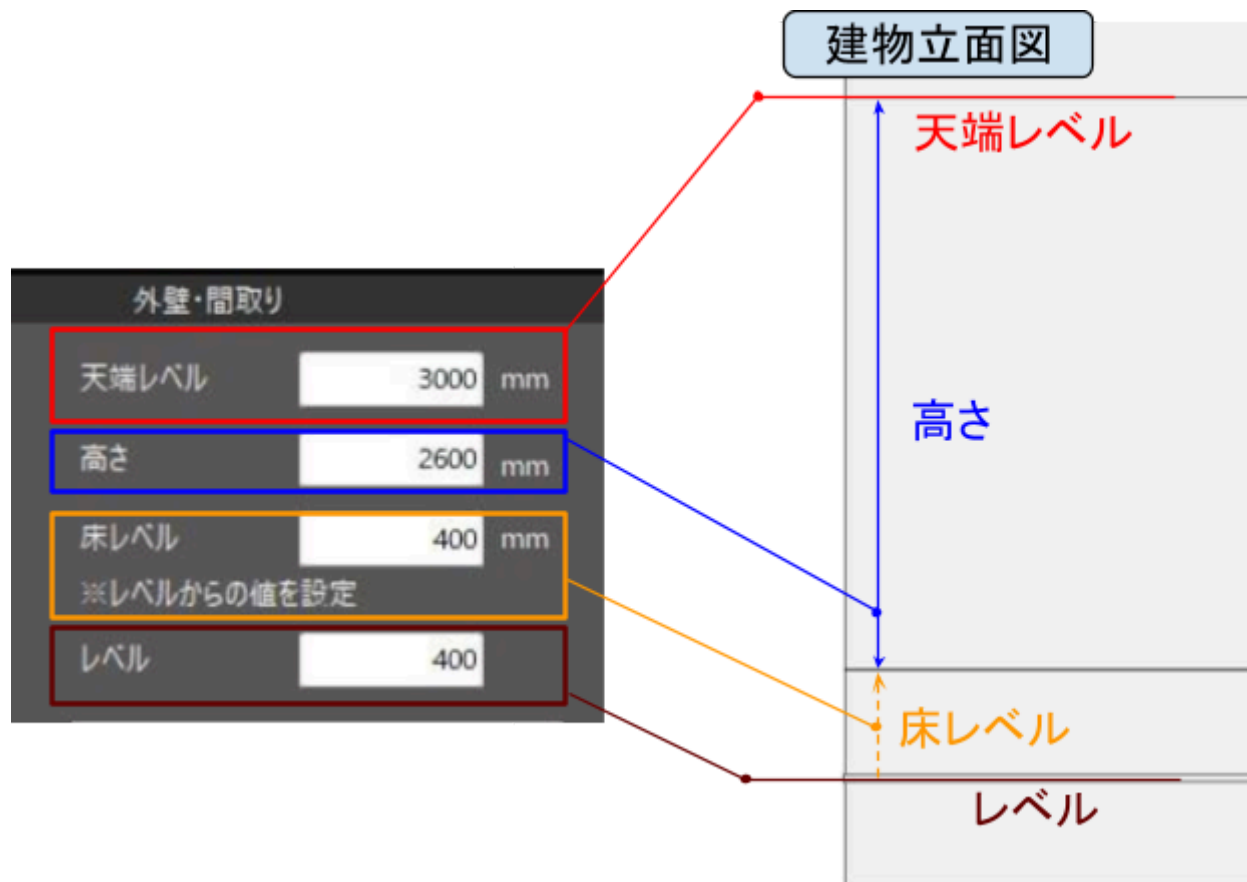 建物立面図
天端レベル
外壁・間取り
天端レベル 3000 mm
高さ 2600 mm
高さ
床レベル 400 mm
※レベルからの値を設定
レベル 400
床レベル
レベル